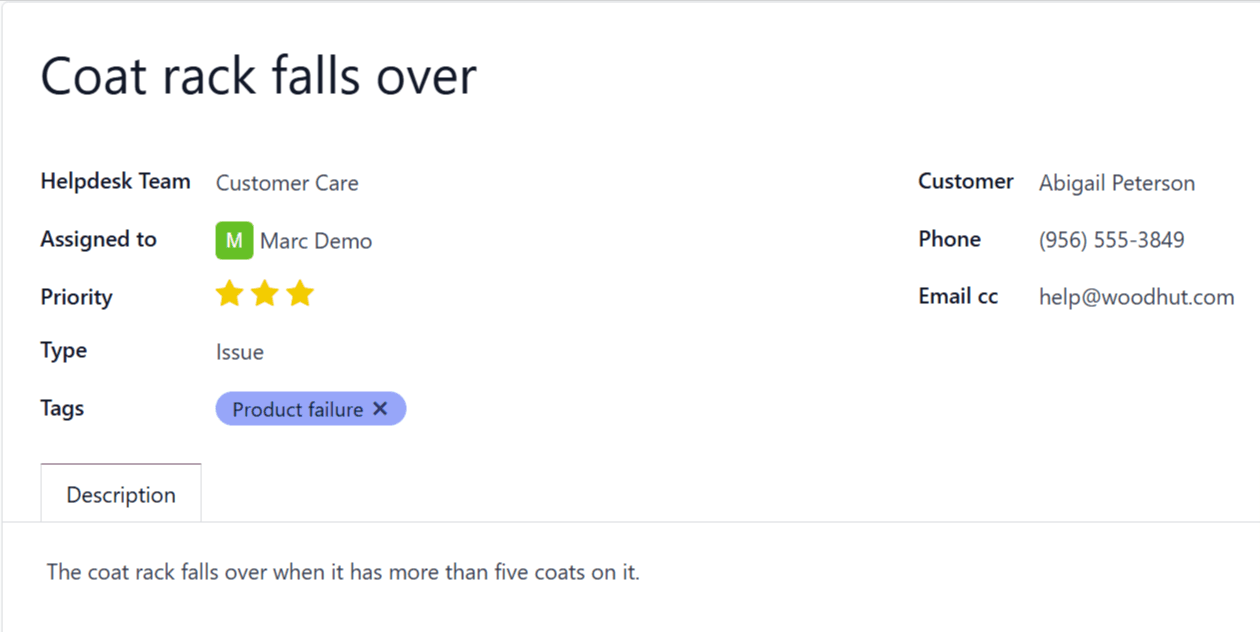 Coat rack falls over
Helpdesk Team Customer Care
Assigned to M Marc Demo
Priority
Type Issue
Tags Product failure ✕
Customer Abigail Peterson
Phone (956) 555-3849
Email cc help@woodhut.com
Description
The coat rack falls over when it has more than five coats on it.